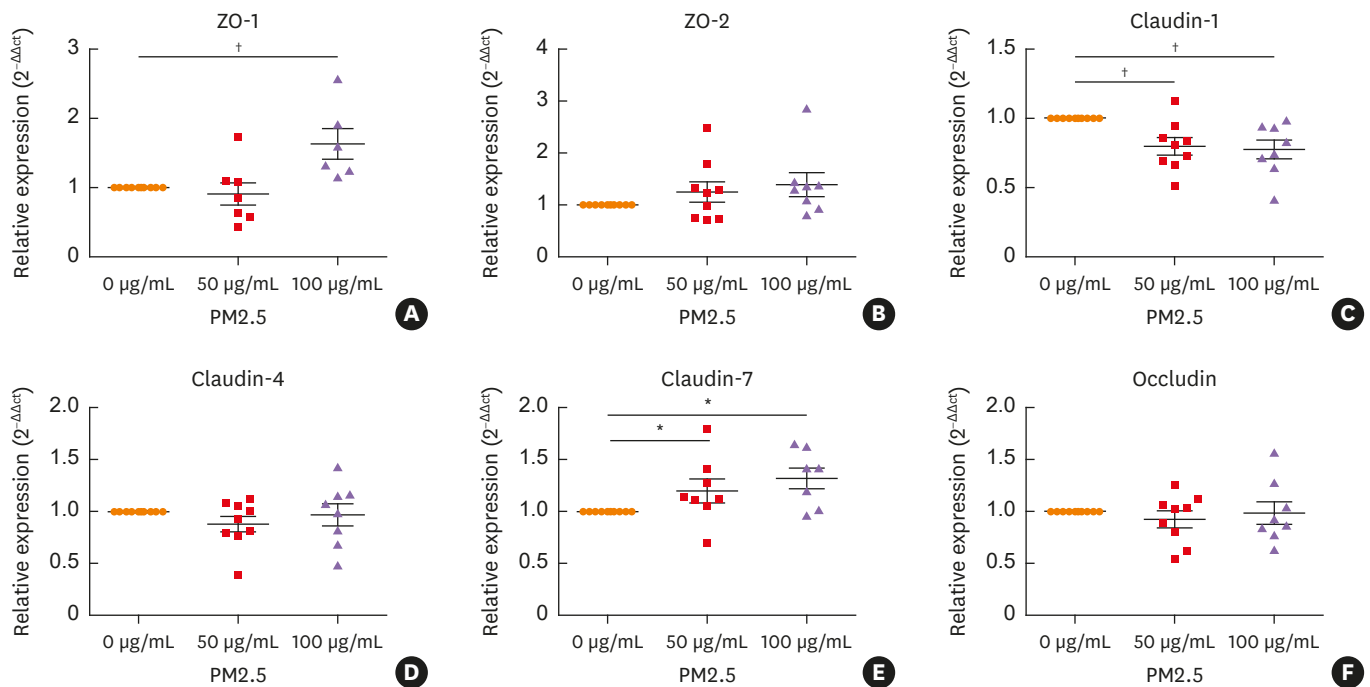 ZO-1
Relative expression (2⁻ΔΔct)
3
2
1
0
†
0 µg/mL 50 µg/mL 100 µg/mL
PM2.5
A
ZO-2
Relative expression (2⁻ΔΔct)
4
3
2
1
0
0 µg/mL 50 µg/mL 100 µg/mL
PM2.5
B
Claudin-1
Relative expression (2⁻ΔΔct)
1.5
1.0
0.5
0
†
†
0 µg/mL 50 µg/mL 100 µg/mL
PM2.5
C
Claudin-4
Relative expression (2⁻ΔΔct)
2.0
1.5
1.0
0.5
0
0 µg/mL 50 µg/mL 100 µg/mL
PM2.5
D
Claudin-7
Relative expression (2⁻ΔΔct)
2.0
1.5
1.0
0.5
0
*
*
0 µg/mL 50 µg/mL 100 µg/mL
PM2.5
E
Occludin
Relative expression (2⁻ΔΔct)
2.0
1.5
1.0
0.5
0
0 µg/mL 50 µg/mL 100 µg/mL
PM2.5
F